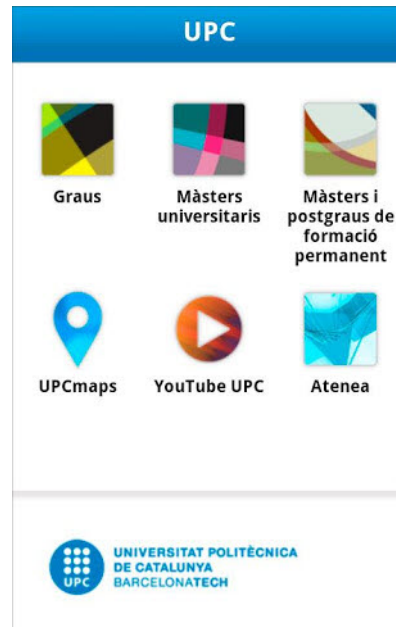 UPC
Graus
Màsters
universitaris
Màsters i
postgraus de
formació
permanent
UPCmaps
YouTube UPC
Atenea
UPC
UNIVERSITAT POLITÈCNICA
DE CATALUNYA
BARCELONATECH